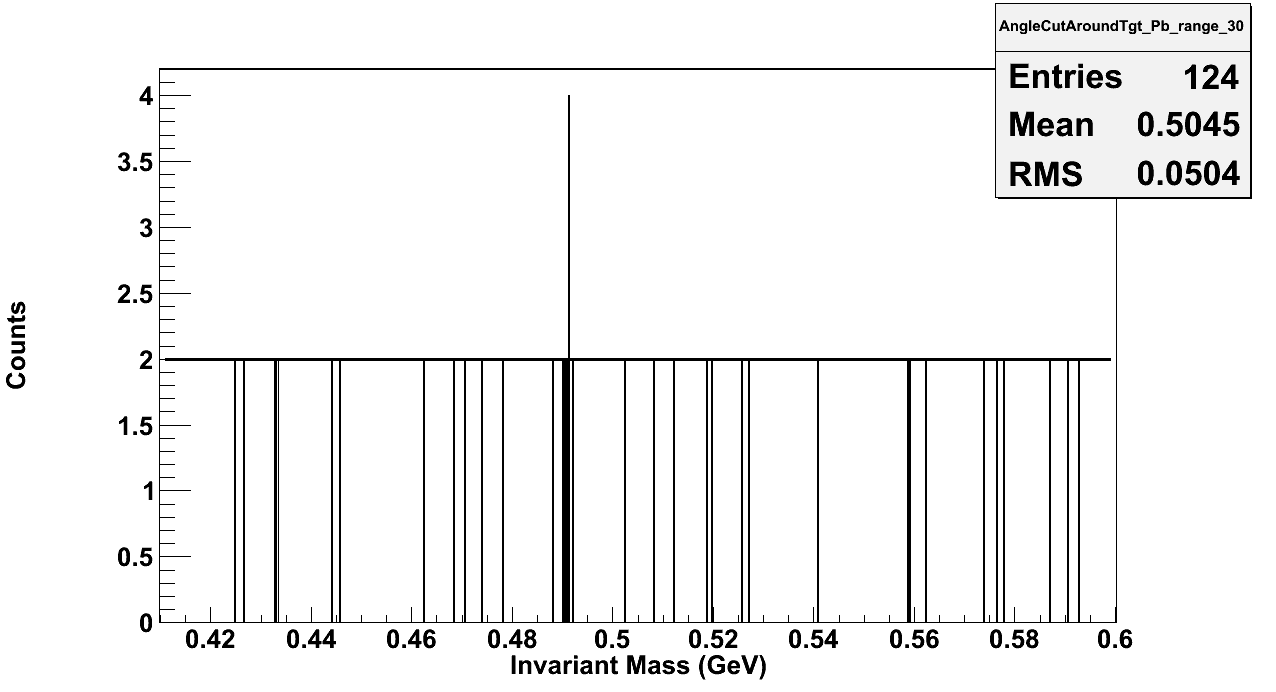 AngleCutAroundTgt_Pb_range_30
Entries 124
Mean 0.5045
RMS 0.0504
4
3.5
3
2.5
2
1.5
1
0.5
0
Counts
0.42 0.44 0.46 0.48 0.5 0.52 0.54 0.56 0.58 0.6
Invariant Mass (GeV)